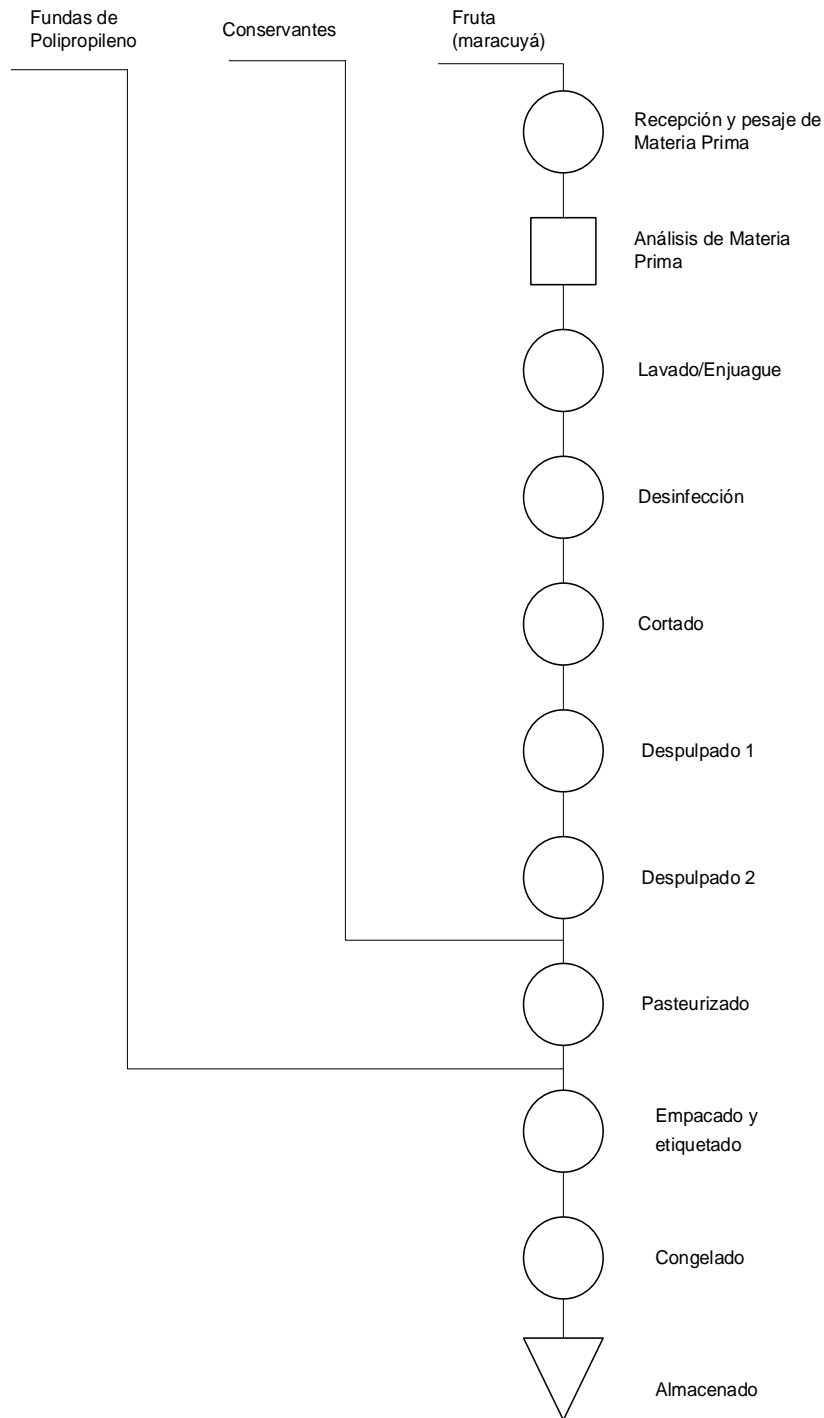 Fundas de
Polipropileno
Conservantes
Fruta
(maracuyá)
Recepción y pesaje de
Materia Prima
Análisis de Materia
Prima
Lavado/Enjuague
Desinfección
Cortado
Despulpado 1
Despulpado 2
Pasteurizado
Empacado y
etiquetado
Congelado
Almacenado